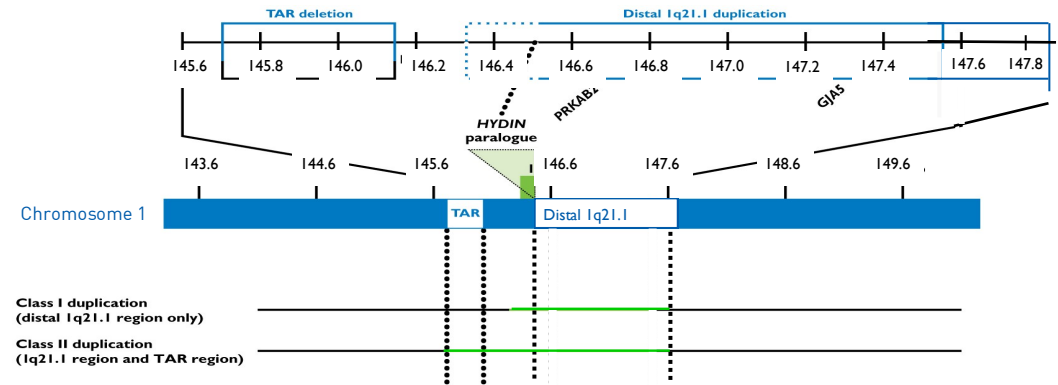 TAR deletion
Distal 1q21.1 duplication
145.6 145.8 146.0 146.2 146.4 146.6 146.8 147.0 147.2 147.4 147.6 147.8
PRKAB2
GJA5
HYDIN
paralogue
143.6 144.6 145.6 146.6 147.6 148.6 149.6
Chromosome 1
TAR
Distal 1q21.1
Class I duplication
(distal 1q21.1 region only)
Class II duplication
(1q21.1 region and TAR region)